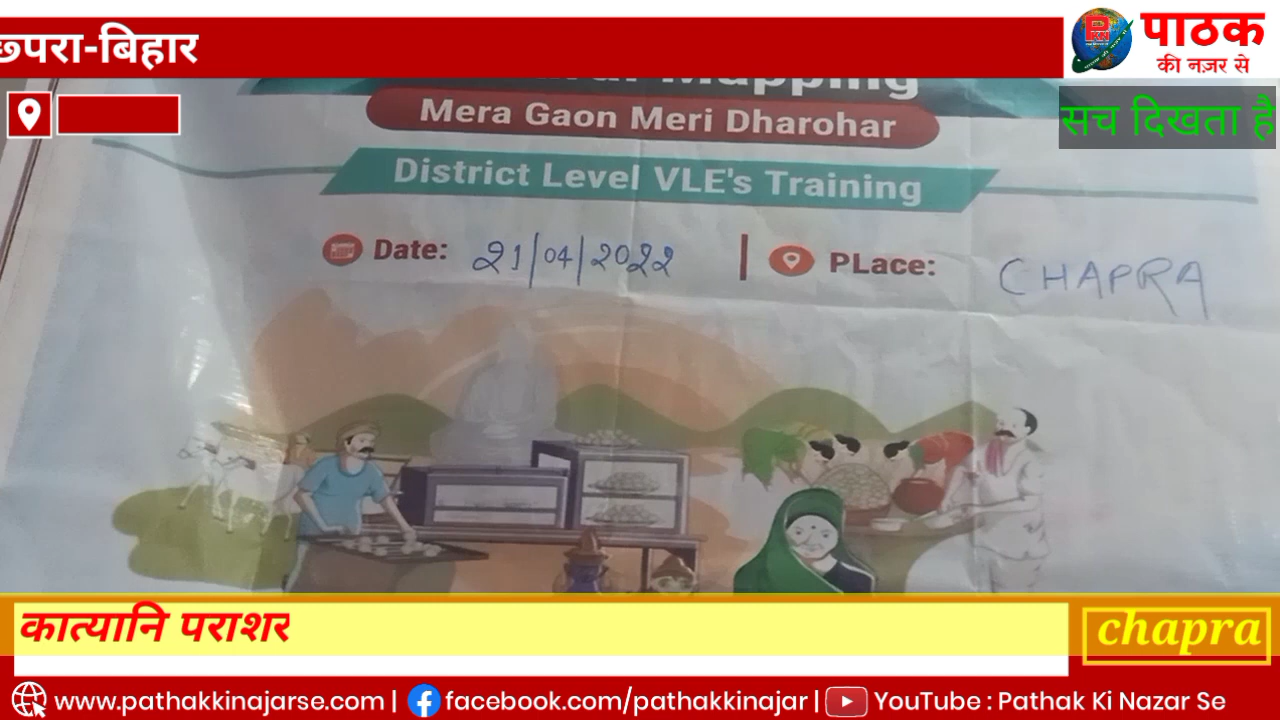 छपरा-बिहार
पाठक
की नज़र से
सच दिखता है
Mapping
Mera Gaon Meri Dharohar
District Level VLE's Training
Date: 21/04/2022 | PLace: CHAPRA
कात्यानि पराशर
chapra
www.pathakkinajarse.com | facebook.com/pathakkinajar | YouTube : Pathak Ki Nazar Se